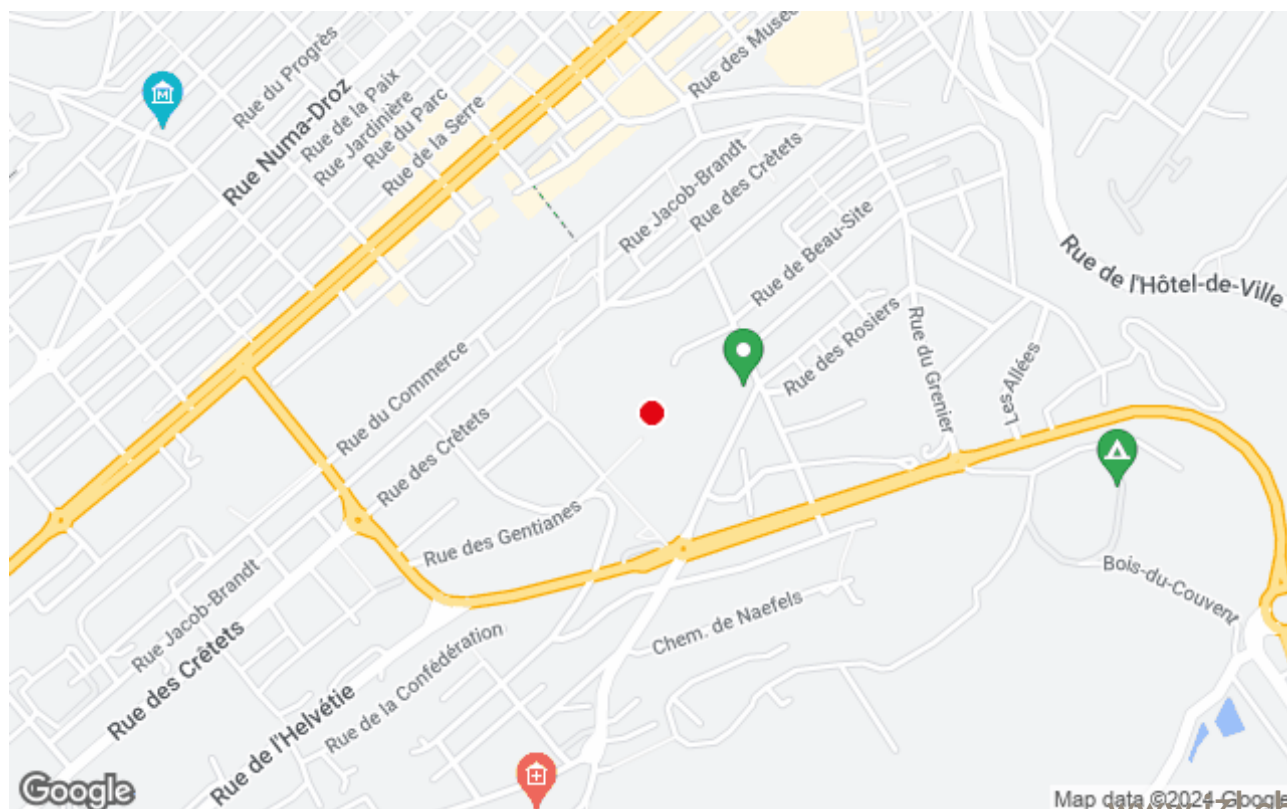 Rue du Progrès
Rue Numa-Droz
Rue de la Paix
Rue Jardinière
Rue du Parc
Rue de la Serre
Rue des Musé
Rue Jacob-Brandt
Rue des Crêtets
Rue de Beau-Site
Rue de l'Hôtel-de-Ville
Rue des Rosiers
Rue du Grenier
Les Allées
Rue du Commerce
Rue des Crêtets
Rue des Gentianes
Bois-du-Couvent
Chem. de Naefels
Rue Jacob-Brandt
Rue des Crêtets
Rue de la Confédération
Rue de l'Helvétie
Google
Map data ©2024 Google